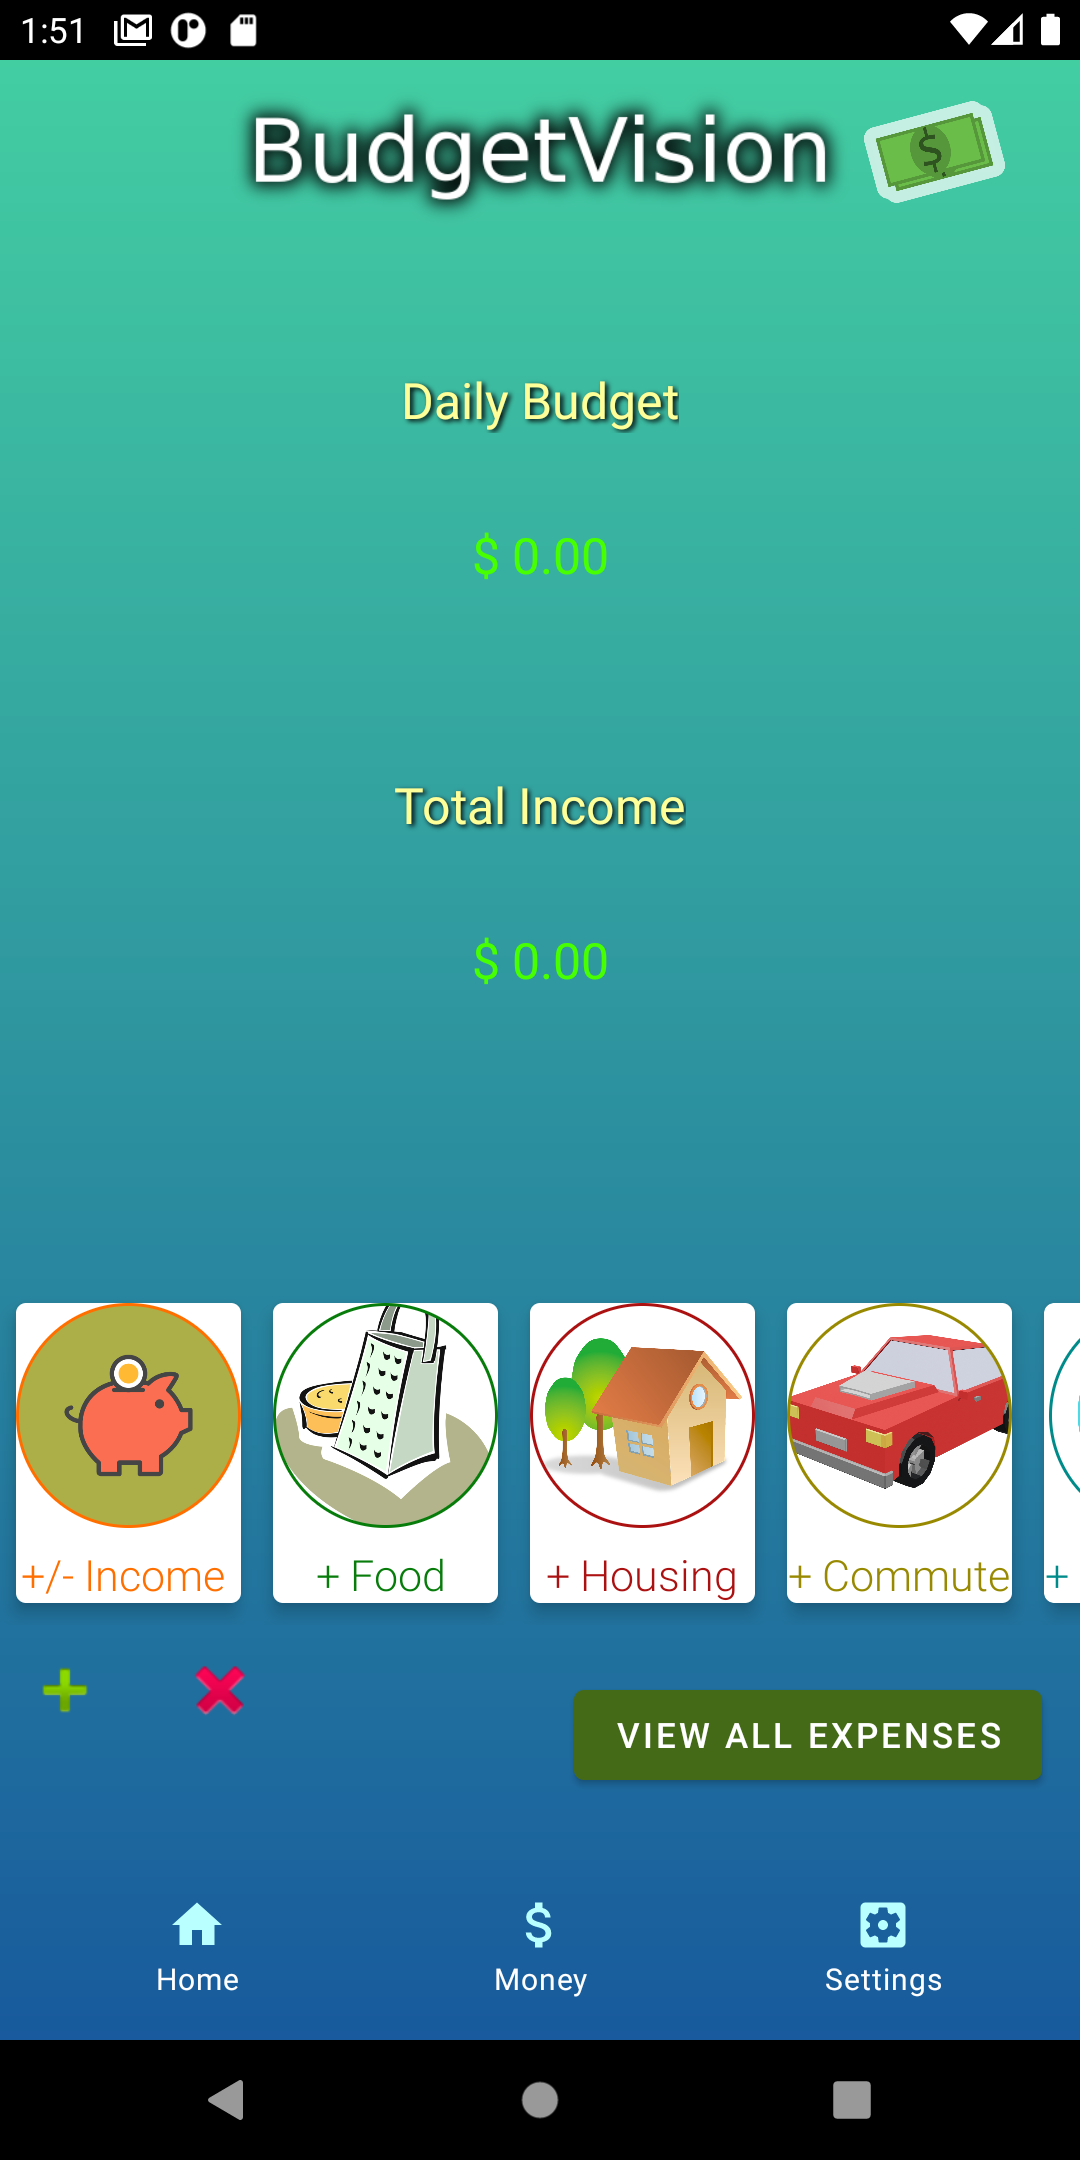 1:51
BudgetVision
Daily Budget
$ 0.00
Total Income
$ 0.00
+/- Income
+ Food
+ Housing
+ Commute
+
VIEW ALL EXPENSES
Home
Money
Settings